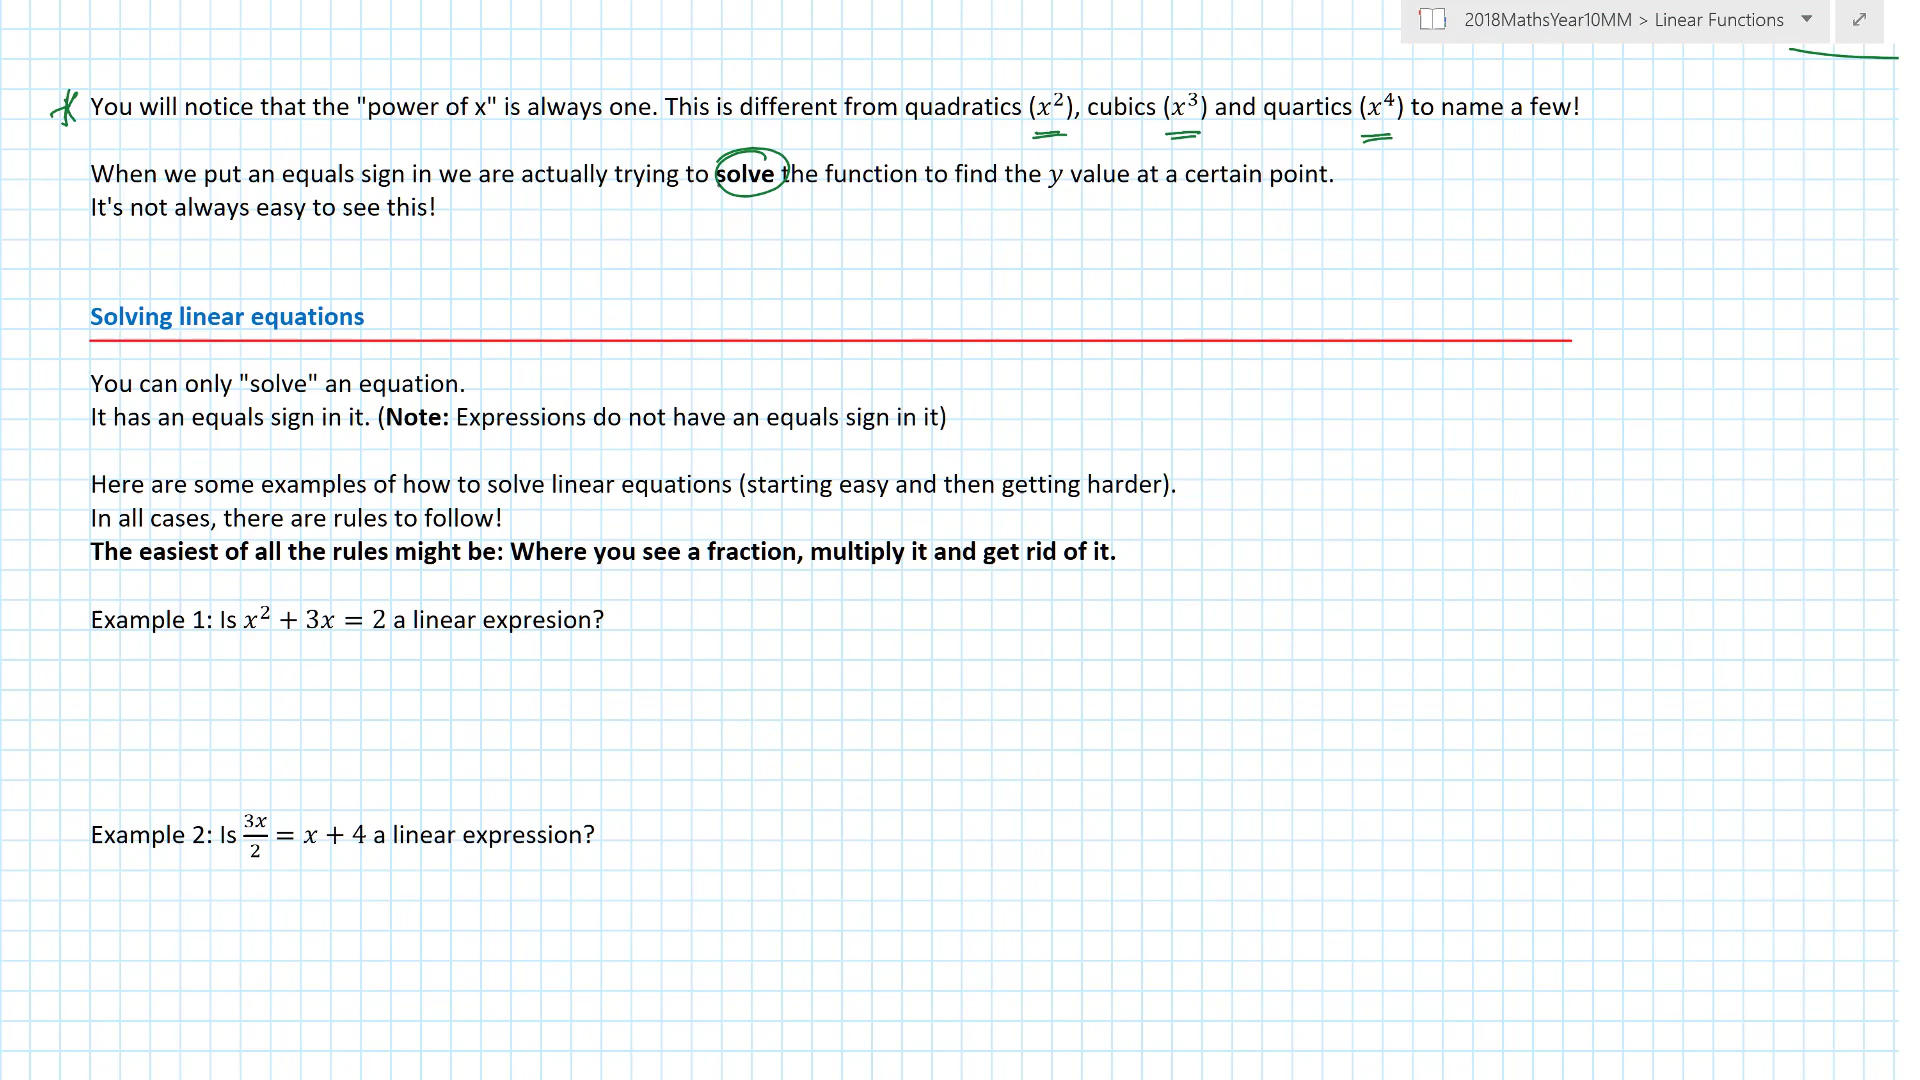 2018MathsYear10MM > Linear Functions
You will notice that the "power of x" is always one. This is different from quadratics (x²), cubics (x³) and quartics (x⁴) to name a few!
When we put an equals sign in we are actually trying to solve the function to find the y value at a certain point.
It's not always easy to see this!
Solving linear equations
You can only "solve" an equation.
It has an equals sign in it. (Note: Expressions do not have an equals sign in it)
Here are some examples of how to solve linear equations (starting easy and then getting harder).
In all cases, there are rules to follow!
The easiest of all the rules might be: Where you see a fraction, multiply it and get rid of it.
Example 1: Is x² + 3x = 2 a linear expresion?
Example 2: Is 3x/2 = x + 4 a linear expression?